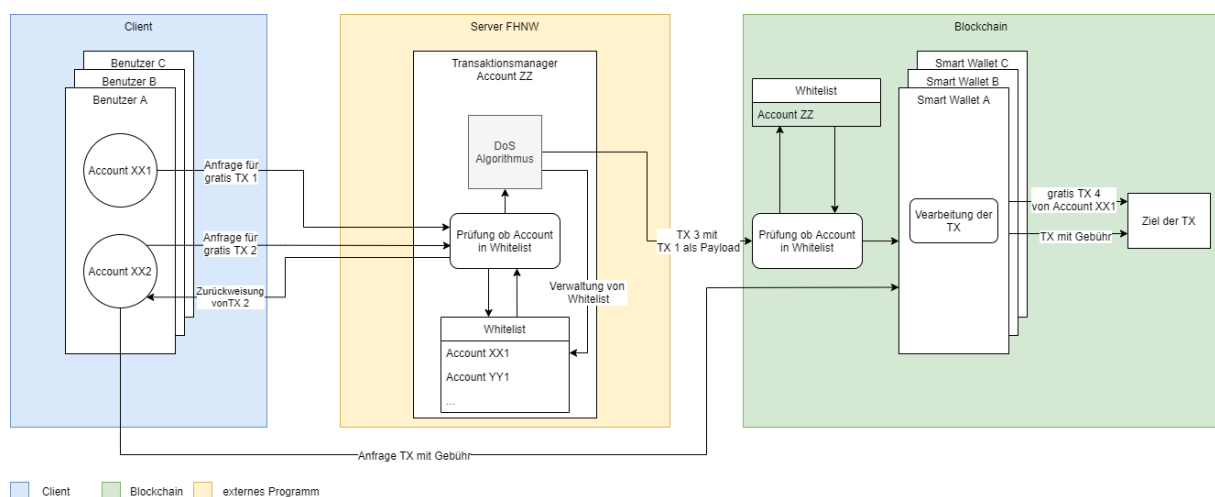 Client
Server FHNW
Blockchain
Benutzer C
Benutzer B
Benutzer A
Account XX1
Account XX2
Anfrage für
gratis TX 1
Anfrage für
gratis TX 2
Zurückweisung
vonTX 2
Transaktionsmanager
Account ZZ
DoS
Algorithmus
Prüfung ob Account
in Whitelist
Verwaltung von
Whitelist
Whitelist
Account XX1
Account YY1
...
TX 3 mit
TX 1 als Payload
Whitelist
Account ZZ
Prüfung ob Account
in Whitelist
Smart Wallet C
Smart Wallet B
Smart Wallet A
Vearbeitung der
TX
gratis TX 4
von Account XX1
TX mit Gebühr
Ziel der TX
Anfrage TX mit Gebühr
Client
Blockchain
externes Programm